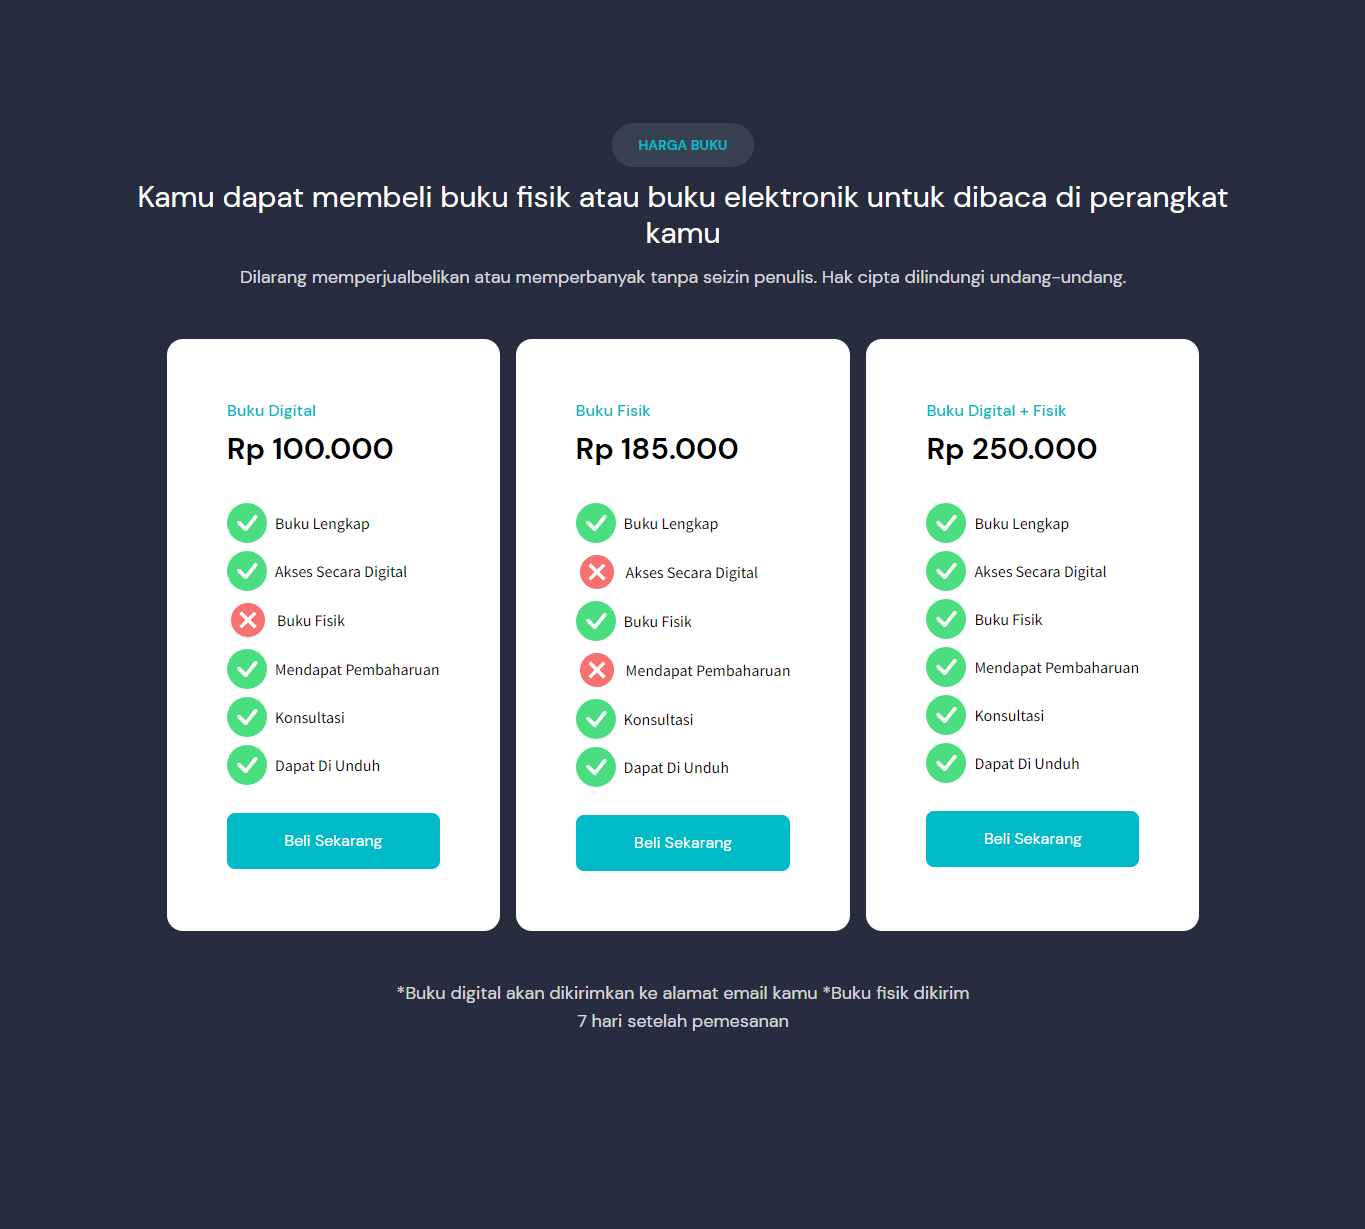 HARGA BUKU
Kamu dapat membeli buku fisik atau buku elektronik untuk dibaca di perangkat
kamu
Dilarang memperjualbelikan atau memperbanyak tanpa seizin penulis. Hak cipta dilindungi undang-undang.
Buku Digital
Rp 100.000
Buku Lengkap
Akses Secara Digital
Buku Fisik
Mendapat Pembaharuan
Konsultasi
Dapat Di Unduh
Beli Sekarang
Buku Fisik
Rp 185.000
Buku Lengkap
Akses Secara Digital
Buku Fisik
Mendapat Pembaharuan
Konsultasi
Dapat Di Unduh
Beli Sekarang
Buku Digital + Fisik
Rp 250.000
Buku Lengkap
Akses Secara Digital
Buku Fisik
Mendapat Pembaharuan
Konsultasi
Dapat Di Unduh
Beli Sekarang
*Buku digital akan dikirimkan ke alamat email kamu *Buku fisik dikirim
7 hari setelah pemesanan